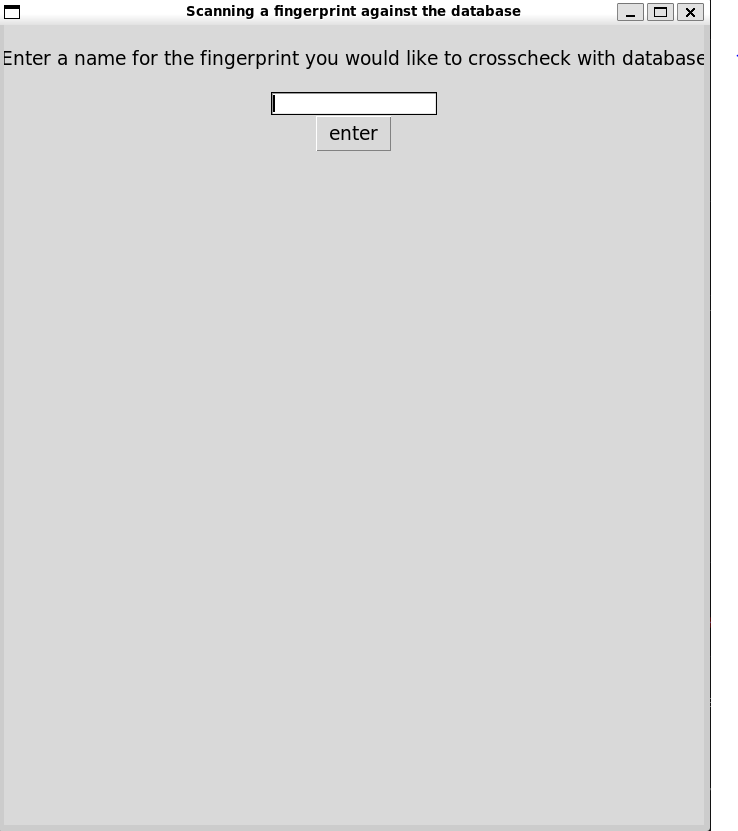 Scanning a fingerprint against the database
Enter a name for the fingerprint you would like to crosscheck with database
enter